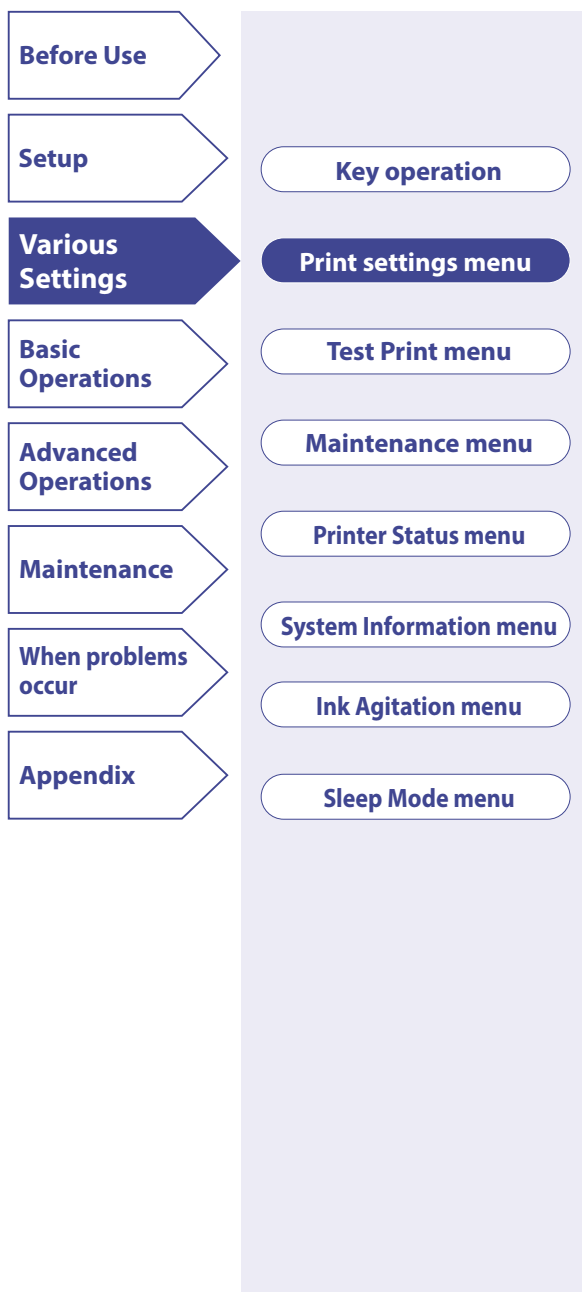 Before Use
Setup
Various
Settings
Basic
Operations
Advanced
Operations
Maintenance
When problems
occur
Appendix
Key operation
Print settings menu
Test Print menu
Maintenance menu
Printer Status menu
System Information menu
Ink Agitation menu
Sleep Mode menu